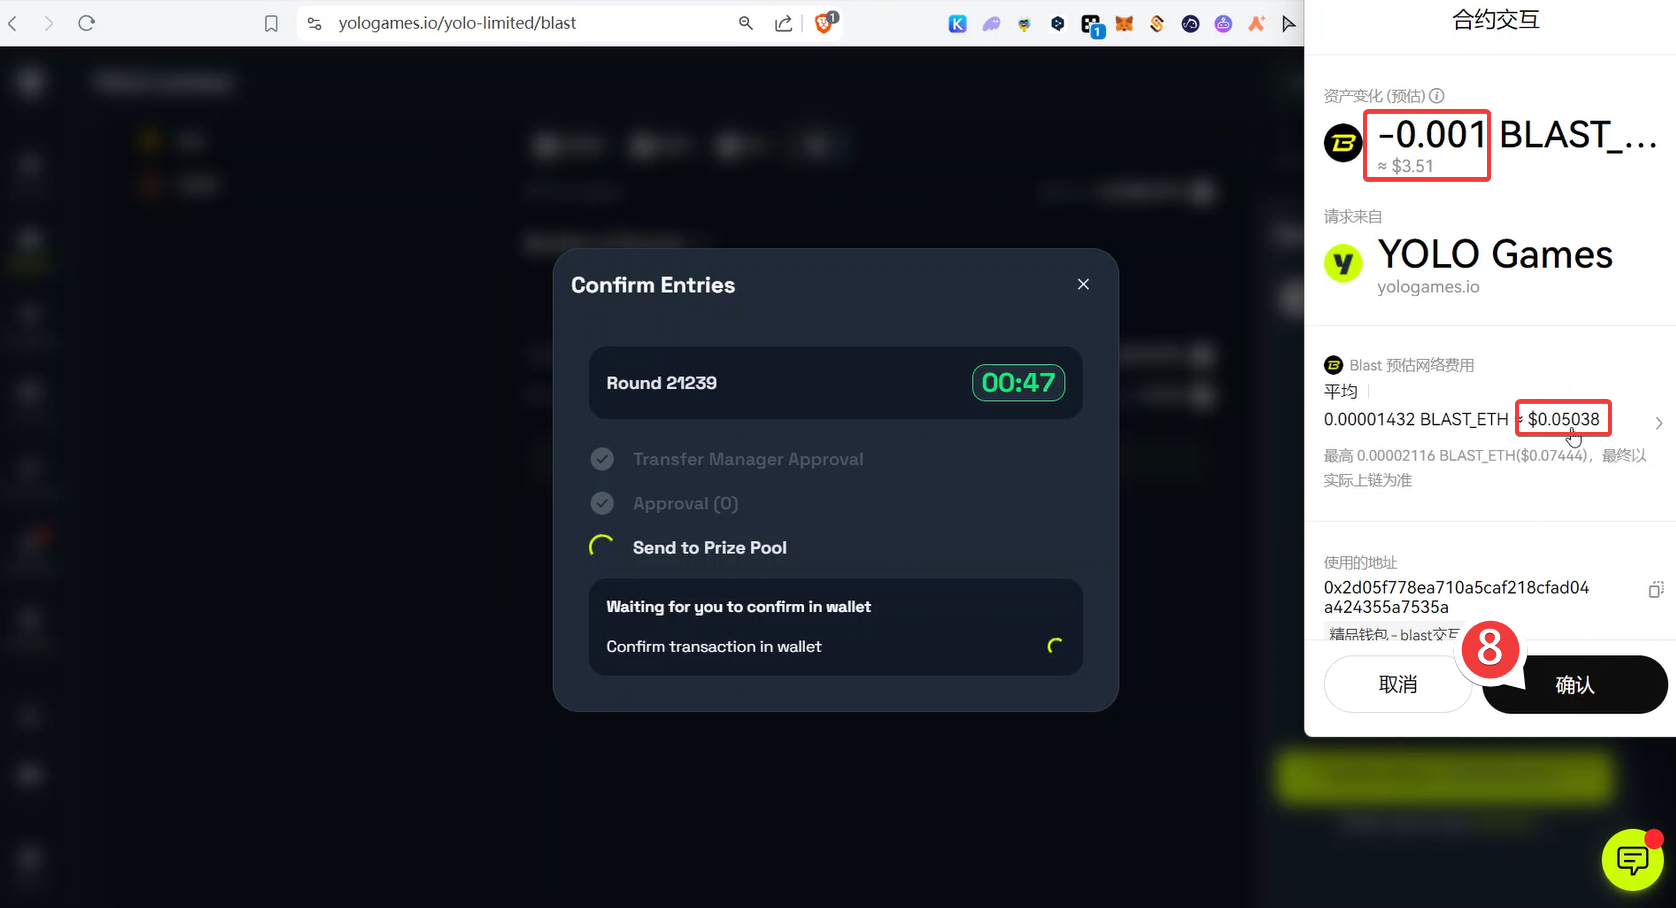 yologames.io/yolo-limited/blast
1
1
合约交互
资产变化 (预估)
-0.001 BLAST_...
≈ $3.51
请求来自
YOLO Games
yologames.io
Blast 预估网络费用
平均
0.00001432 BLAST_ETH ≈ $0.05038
最高 0.00002116 BLAST_ETH($0.07444)，最终以
实际上链为准
使用的地址
0x2d05f778ea710a5caf218cfad04
a424355a7535a
精品钱包 - blast交互
8
取消
确认
Confirm Entries
Round 21239
00:47
Transfer Manager Approval
Approval (0)
Send to Prize Pool
Waiting for you to confirm in wallet
Confirm transaction in wallet